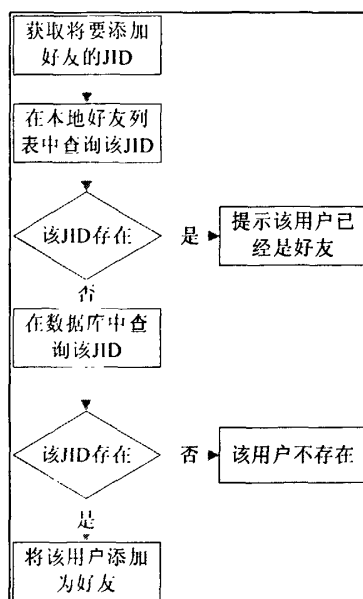 获取将要添加
好友的JID
在本地好友列
表中查询该JID
该JID存在
是
提示该用户已
经是好友
否
在数据库中查
询该JID
该JID存在
否
该用户不存在
是
将该用户添加
为好友